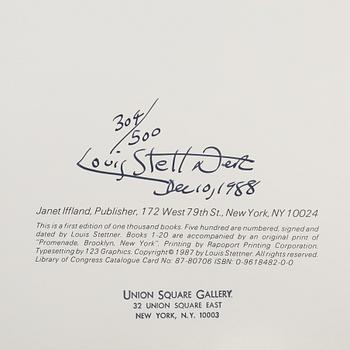 304/500
Louis Stettner
Dec 10, 1988
Janet Iffland, Publisher, 172 West 79th St., New York, NY 10024
This is a first edition of one thousand books. Five hundred are numbered, signed and
dated by Louis Stettner. Books 1-20 are accompanied by an original print of
"Promenade, Brooklyn, New York". Printing by Rapoport Printing Corporation.
Typesetting by 123 Graphics. Copyright © 1987 by Louis Stettner. All rights reserved.
Library of Congress Catalogue Card No: 87-80706 ISBN: 0-9618482-0-0
UNION SQUARE GALLERY
32 UNION SQUARE EAST
NEW YORK, N.Y. 10003